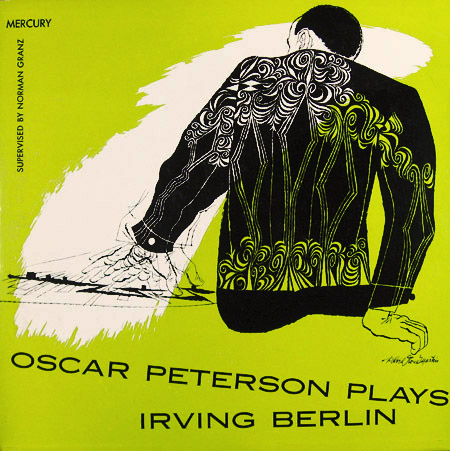 MERCURY
SUPERVISED BY NORMAN GRANZ
OSCAR PETERSON PLAYS
IRVING BERLIN